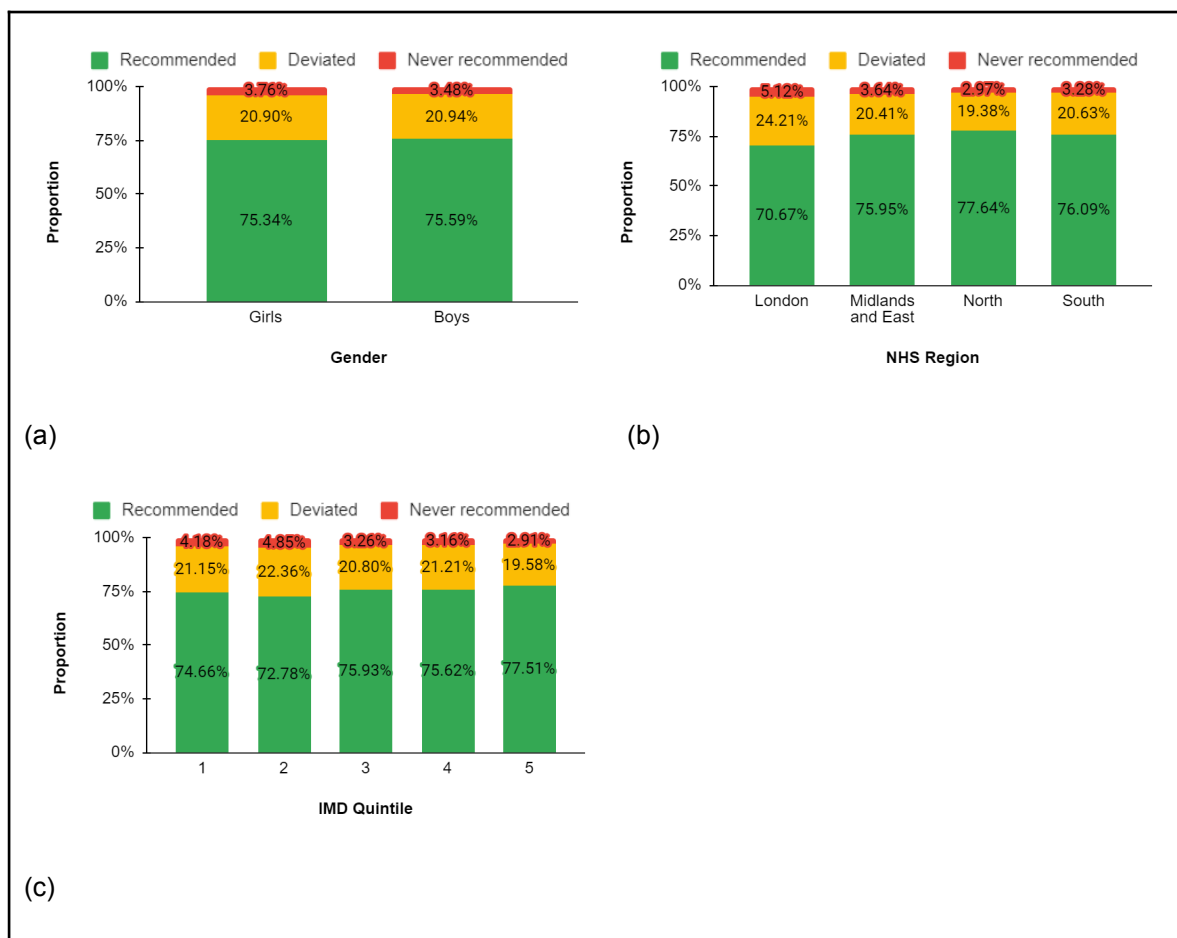 Recommended Deviated Never recommended
100%
75%
50%
25%
0%
Proportion
3.76% 3.48%
20.90% 20.94%
75.34% 75.59%
Girls Boys
Gender
(a)
Recommended Deviated Never recommended
100%
75%
50%
25%
0%
Proportion
5.12% 3.64% 2.97% 3.28%
24.21% 20.41% 19.38% 20.63%
70.67% 75.95% 77.64% 76.09%
London Midlands and East North South
NHS Region
(b)
Recommended Deviated Never recommended
100%
75%
50%
25%
0%
Proportion
4.18% 4.85% 3.26% 3.16% 2.91%
21.15% 22.36% 20.80% 21.21% 19.58%
74.66% 72.78% 75.93% 75.62% 77.51%
1 2 3 4 5
IMD Quintile
(c)